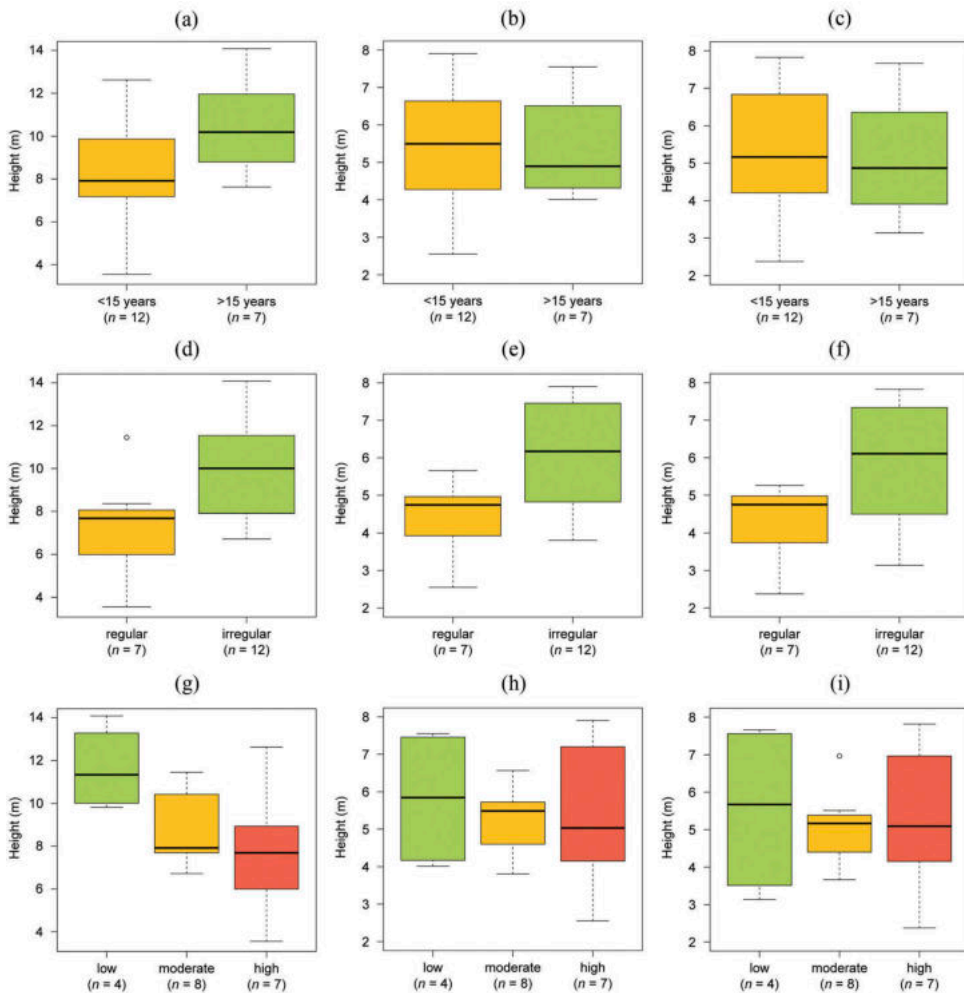 (a) (b) (c)
14
12
10
8
6
4
Height (m)
<15 years >15 years
(n = 12) (n = 7)
8
7
6
5
4
3
2
Height (m)
<15 years >15 years
(n = 12) (n = 7)
8
7
6
5
4
3
2
Height (m)
<15 years >15 years
(n = 12) (n = 7)
(d) (e) (f)
14
12
10
8
6
4
Height (m)
regular irregular
(n = 7) (n = 12)
8
7
6
5
4
3
2
Height (m)
regular irregular
(n = 7) (n = 12)
8
7
6
5
4
3
2
Height (m)
regular irregular
(n = 7) (n = 12)
(g) (h) (i)
14
12
10
8
6
4
Height (m)
low moderate high
(n = 4) (n = 8) (n = 7)
8
7
6
5
4
3
2
Height (m)
low moderate high
(n = 4) (n = 8) (n = 7)
8
7
6
5
4
3
2
Height (m)
low moderate high
(n = 4) (n = 8) (n = 7)